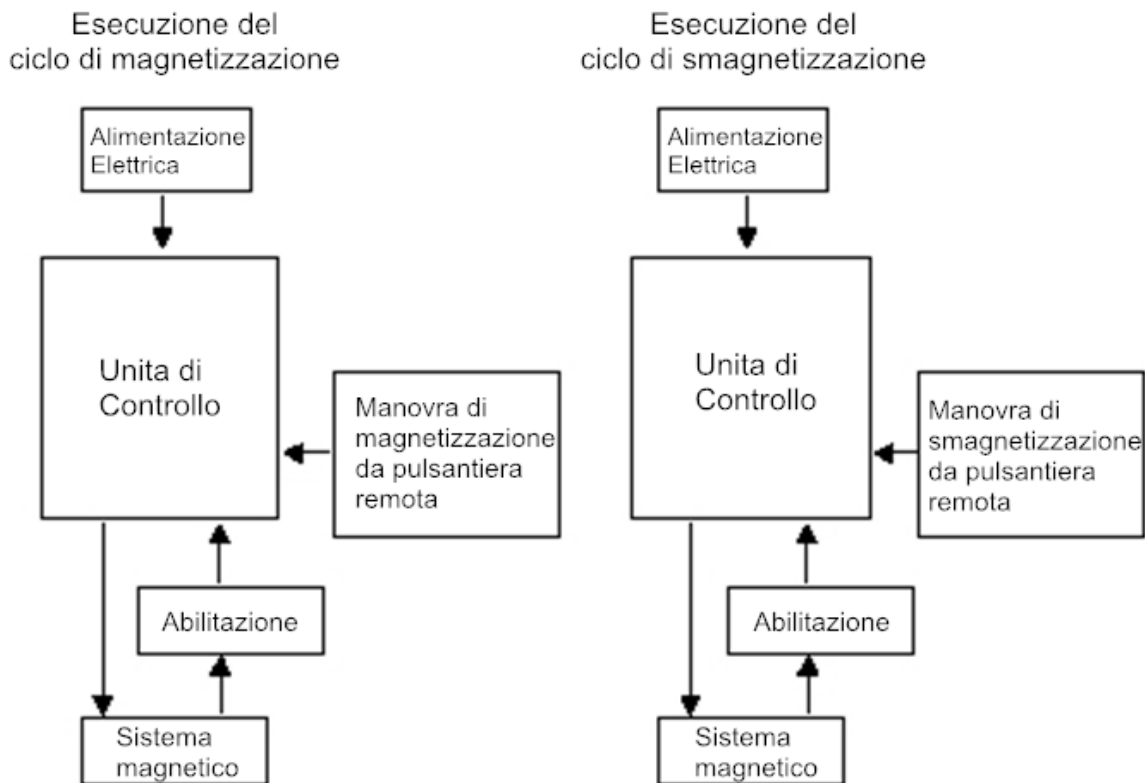 Esecuzione del
ciclo di magnetizzazione
Alimentazione
Elettrica
Unita di
Controllo
Manovra di
magnetizzazione
da pulsantiera
remota
Abilitazione
Sistema
magnetico
Esecuzione del
ciclo di smagnetizzazione
Alimentazione
Elettrica
Unita di
Controllo
Manovra di
smagnetizzazione
da pulsantiera
remota
Abilitazione
Sistema
magnetico